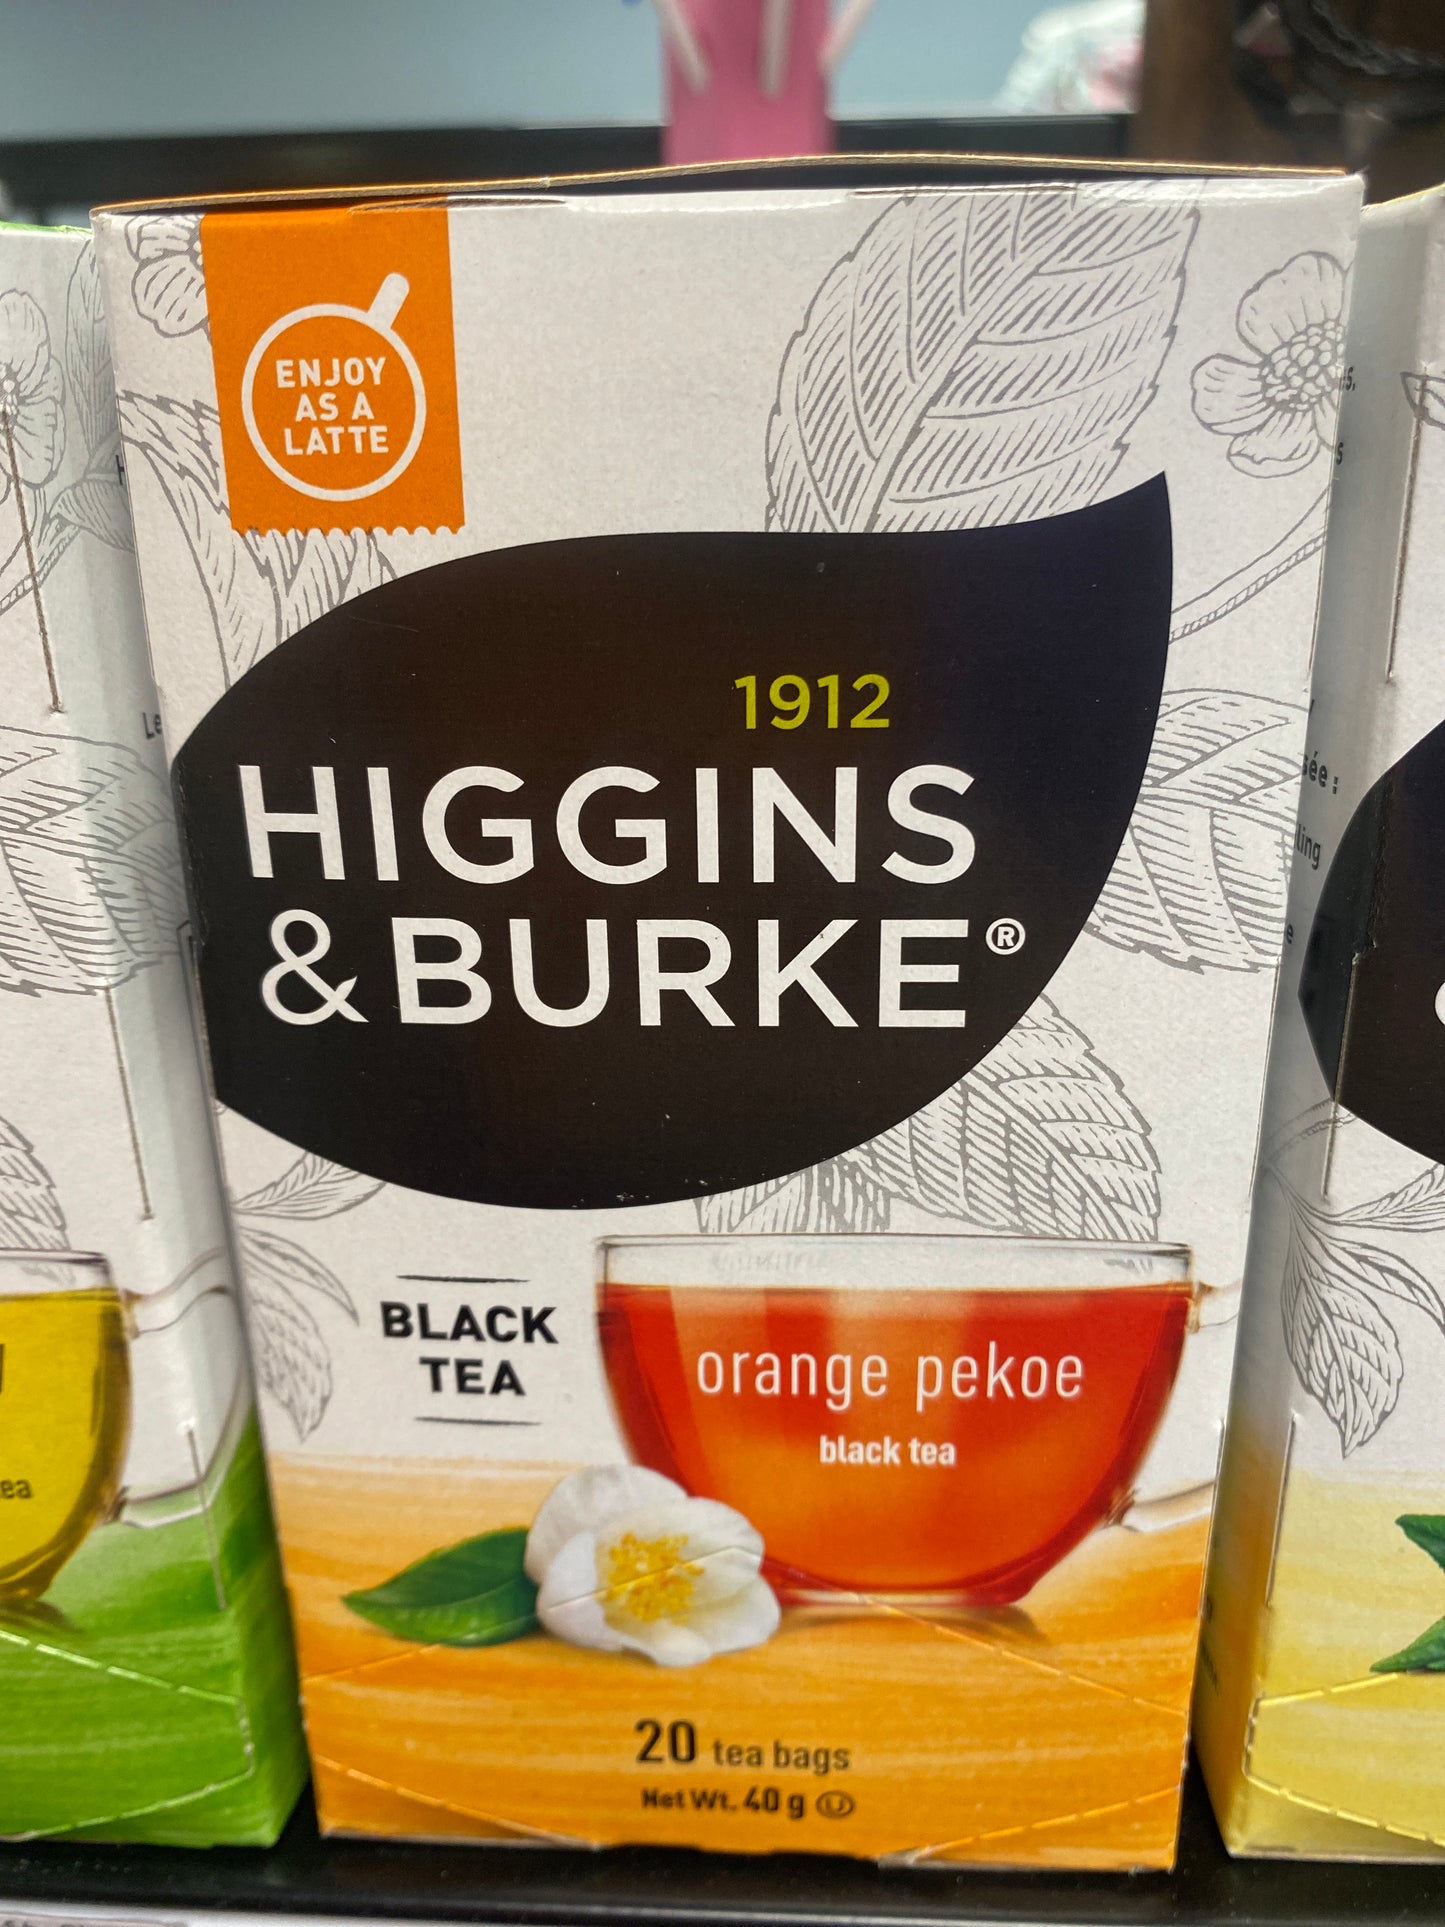 ENJOY
AS A
LATTE
1912
HIGGINS
& BURKE®
BLACK
TEA
orange pekoe
black tea
20 tea bags
Net Wt. 40 g Ⓤ